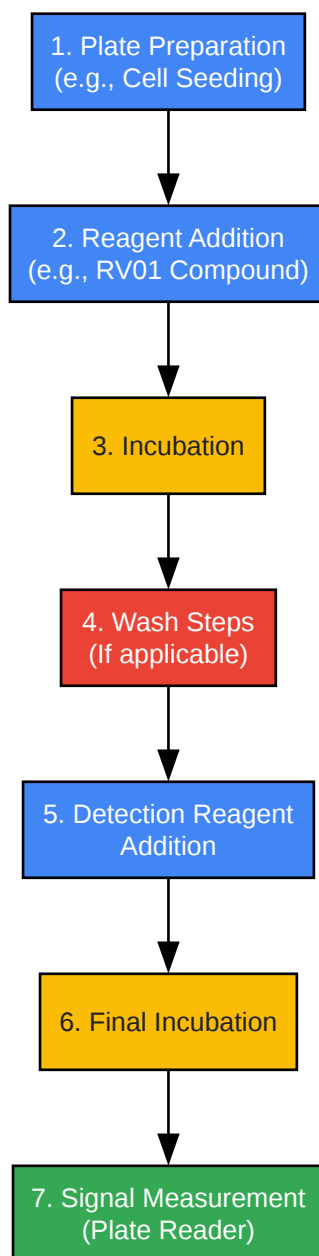 1. Plate Preparation
(e.g., Cell Seeding)
2. Reagent Addition
(e.g., RV01 Compound)
3. Incubation
4. Wash Steps
(If applicable)
5. Detection Reagent
Addition
6. Final Incubation
7. Signal Measurement
(Plate Reader)